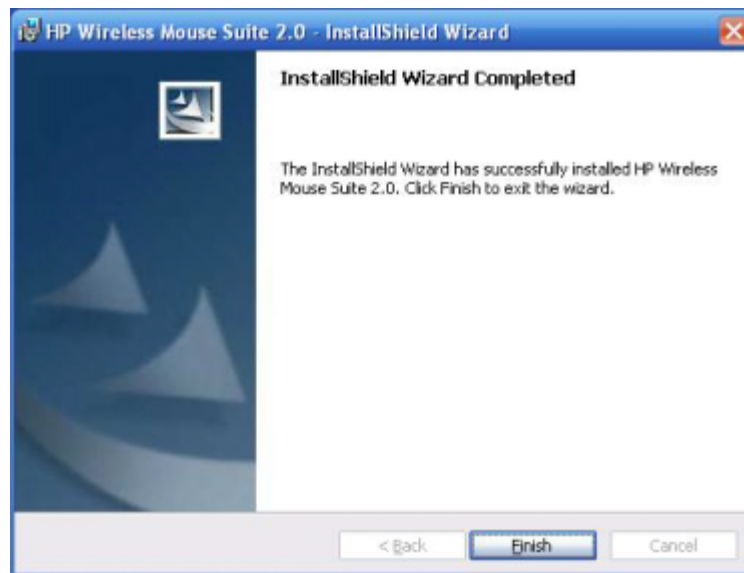 HP Wireless Mouse Suite 2.0 - InstallShield Wizard
InstallShield Wizard Completed
The InstallShield Wizard has successfully installed HP Wireless
Mouse Suite 2.0. Click Finish to exit the wizard.
< Back Finish Cancel